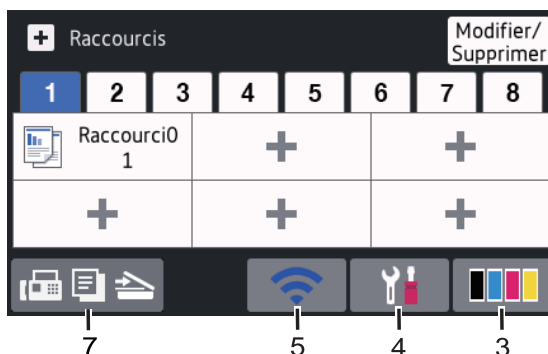 Raccourcis
Modifier/
Supprimer
1 2 3 4 5 6 7 8
Raccourci0
1
7 5 4 3